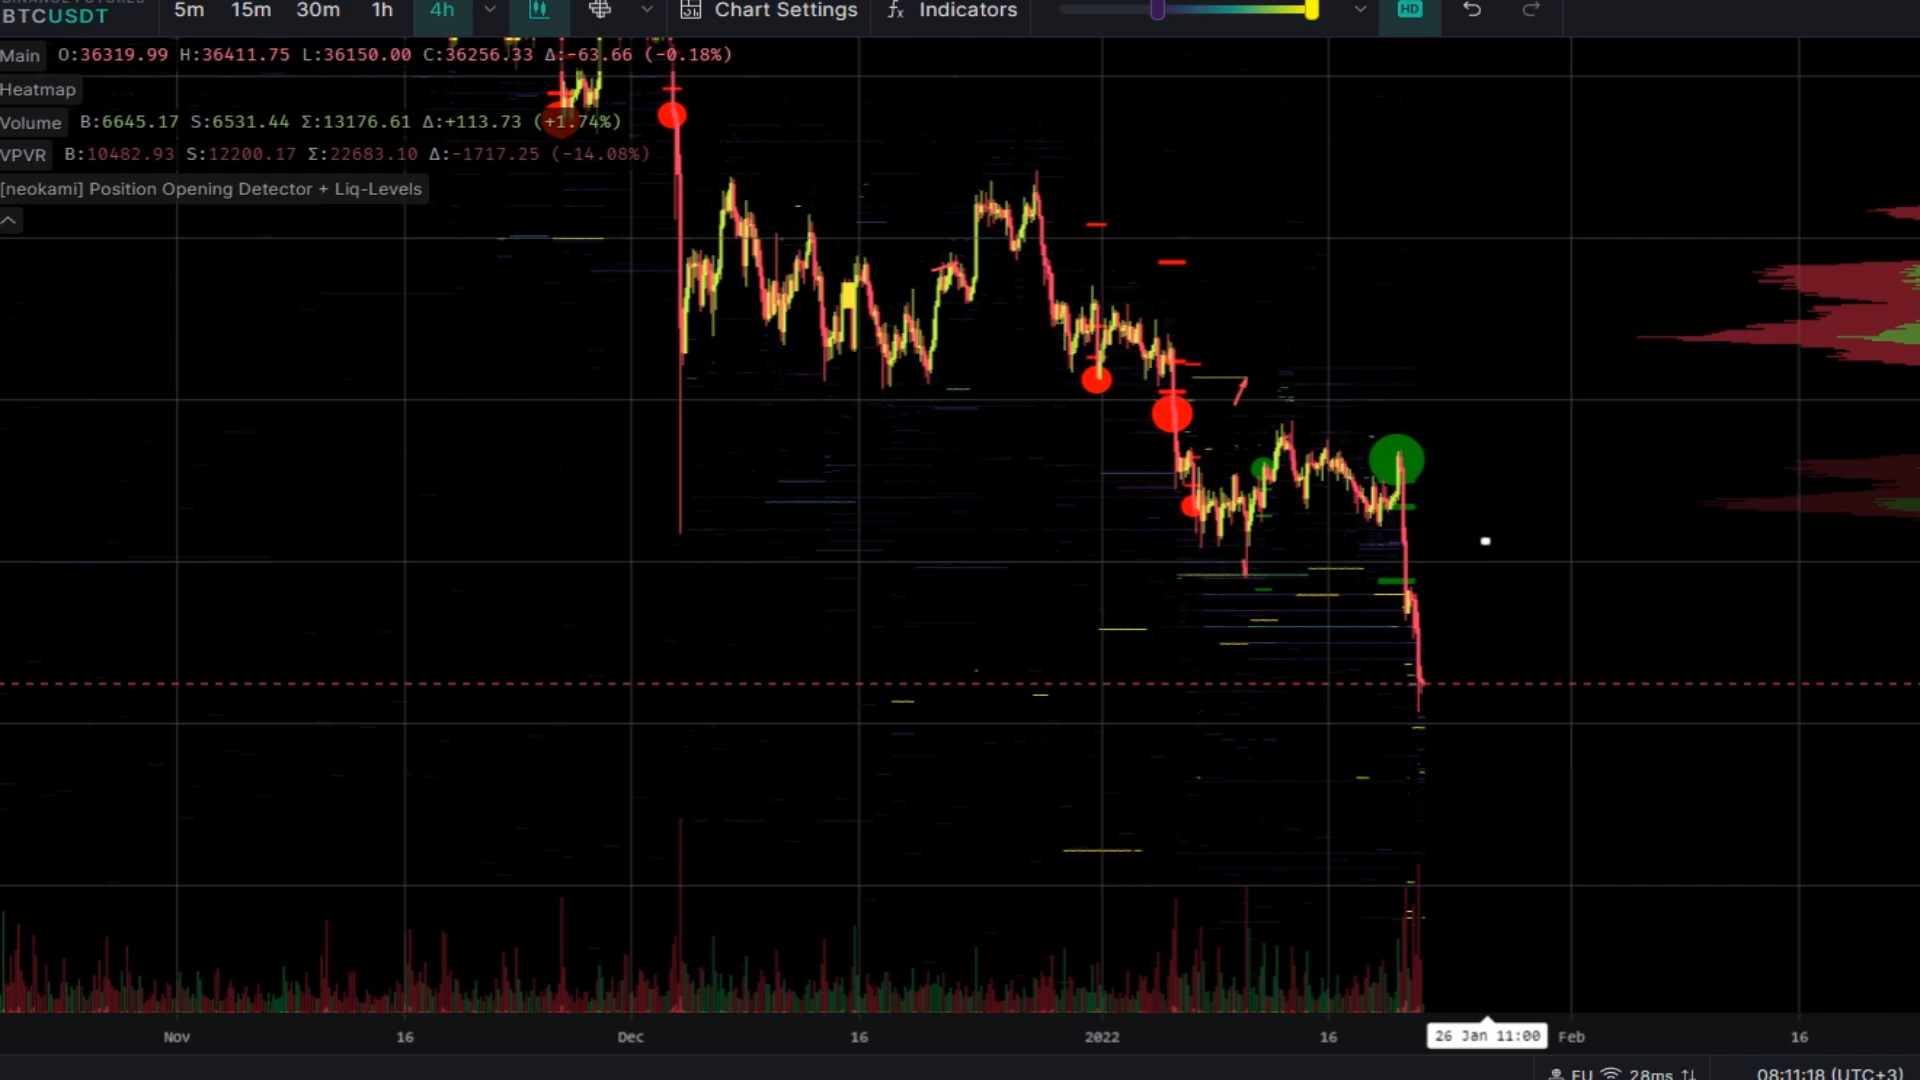 BINANCE FUTURES
BTCUSDT 5m 15m 30m 1h 4h Chart Settings fx Indicators HD
Main O:36319.99 H:36411.75 L:36150.00 C:36256.33 Δ:-63.66 (-0.18%)
Heatmap
Volume B:6645.17 S:6531.44 Σ:13176.61 Δ:+113.73 (+1.74%)
VPVR B:10482.93 S:12200.17 Σ:22683.10 Δ:-1717.25 (-14.08%)
[neokami] Position Opening Detector + Liq-Levels
Nov 16 Dec 16 2022 16 26 Jan 11:00 Feb 16
EU 28ms 08:11:18 (UTC+3)